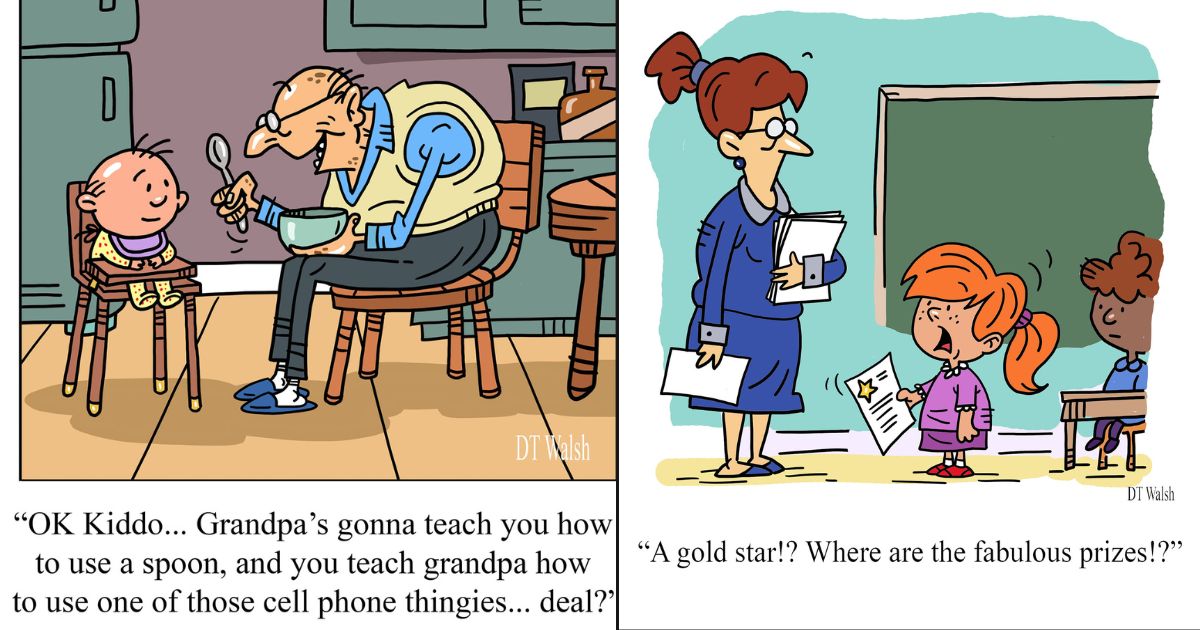 DT Walsh
“OK Kiddo... Grandpa’s gonna teach you how
to use a spoon, and you teach grandpa how
to use one of those cell phone thingies... deal?’
DT Walsh
“A gold star!? Where are the fabulous prizes!?”